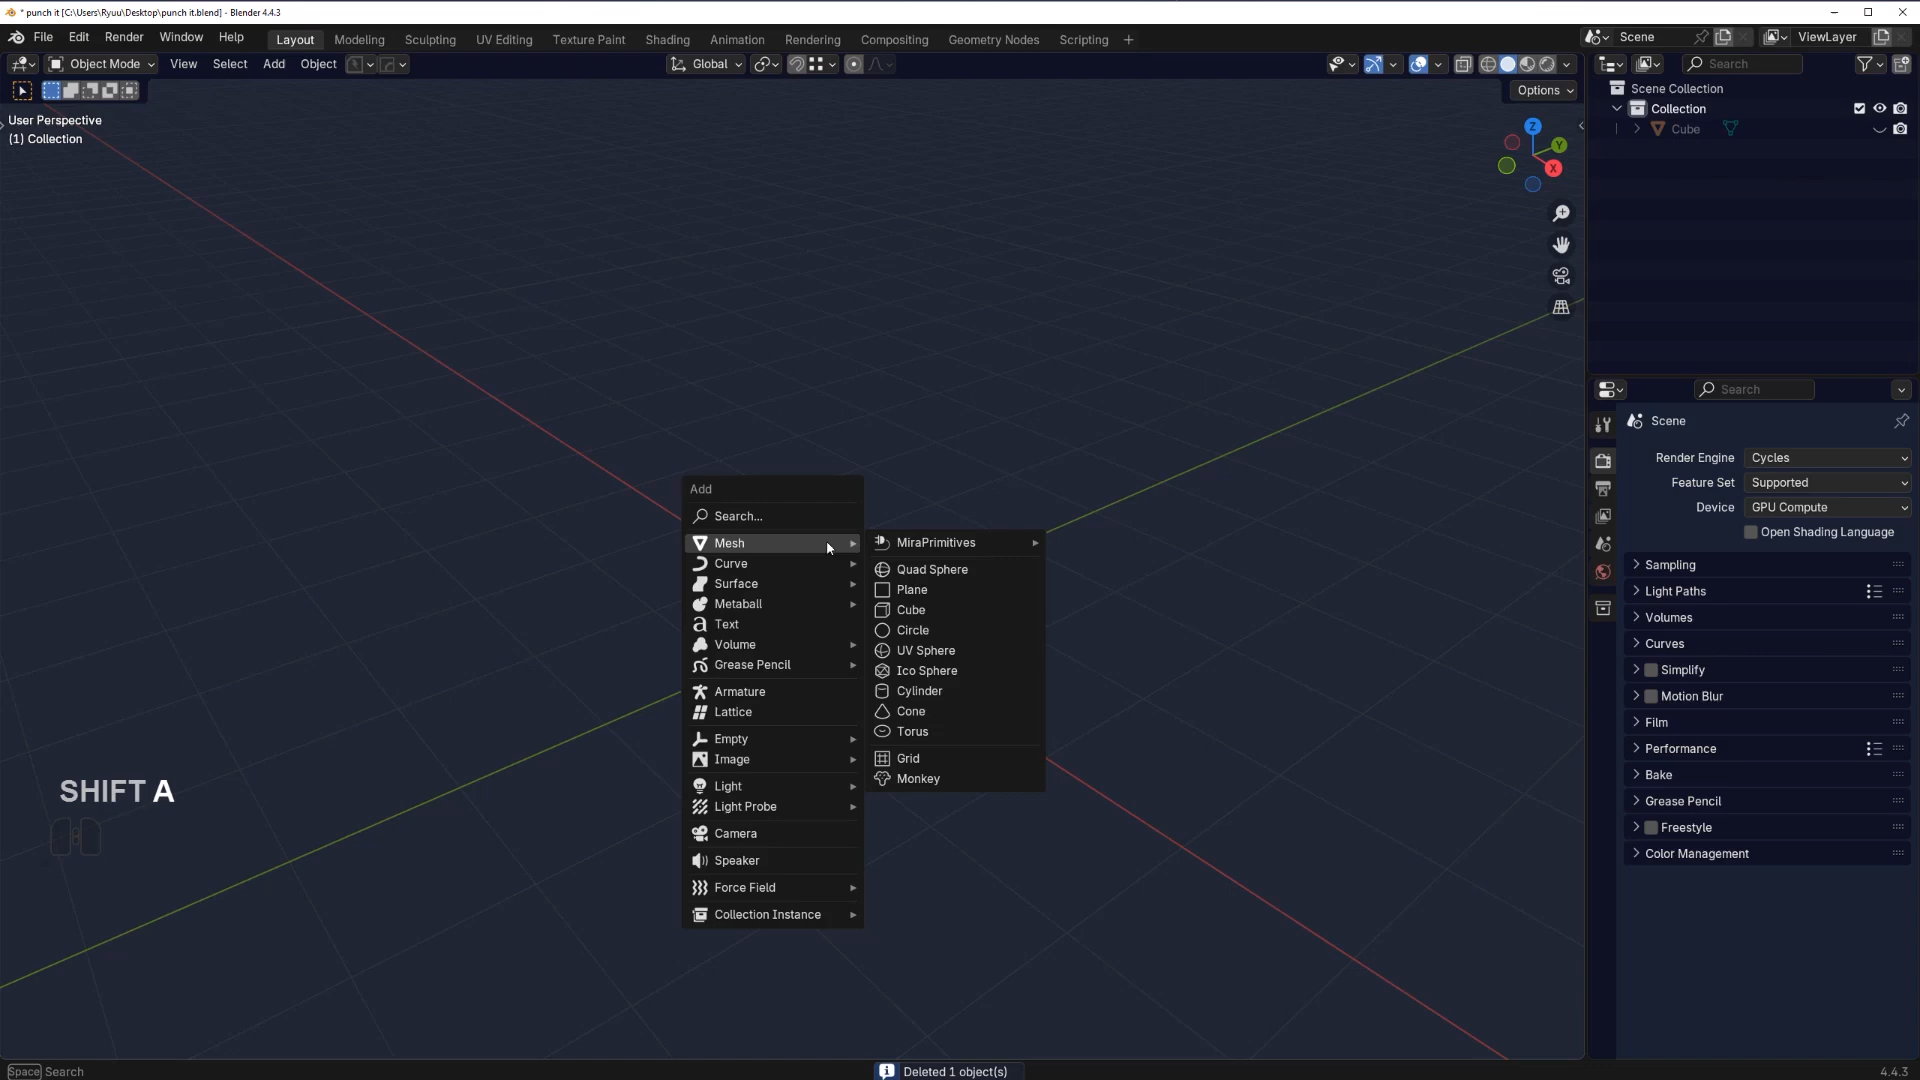 * punch it [C:\Users\Ryuu\Desktop\punch it.blend] - Blender 4.4.3
File Edit Render Window Help Layout Modeling Sculpting UV Editing Texture Paint Shading Animation Rendering Compositing Geometry Nodes Scripting + Scene ViewLayer
Object Mode View Select Add Object Global Search
Options
User Perspective
(1) Collection
Z
Y
X
Scene Collection
Collection
Cube
Search
Scene
Render Engine Cycles
Feature Set Supported
Device GPU Compute
Open Shading Language
Sampling
Light Paths
Volumes
Curves
Simplify
Motion Blur
Film
Performance
Bake
Grease Pencil
Freestyle
Color Management
Add
Search...
Mesh
Curve
Surface
Metaball
Text
Volume
Grease Pencil
Armature
Lattice
Empty
Image
Light
Light Probe
Camera
Speaker
Force Field
Collection Instance
MiraPrimitives
Quad Sphere
Plane
Cube
Circle
UV Sphere
Ico Sphere
Cylinder
Cone
Torus
Grid
Monkey
SHIFT A
Space Search
Deleted 1 object(s)
4.4.3